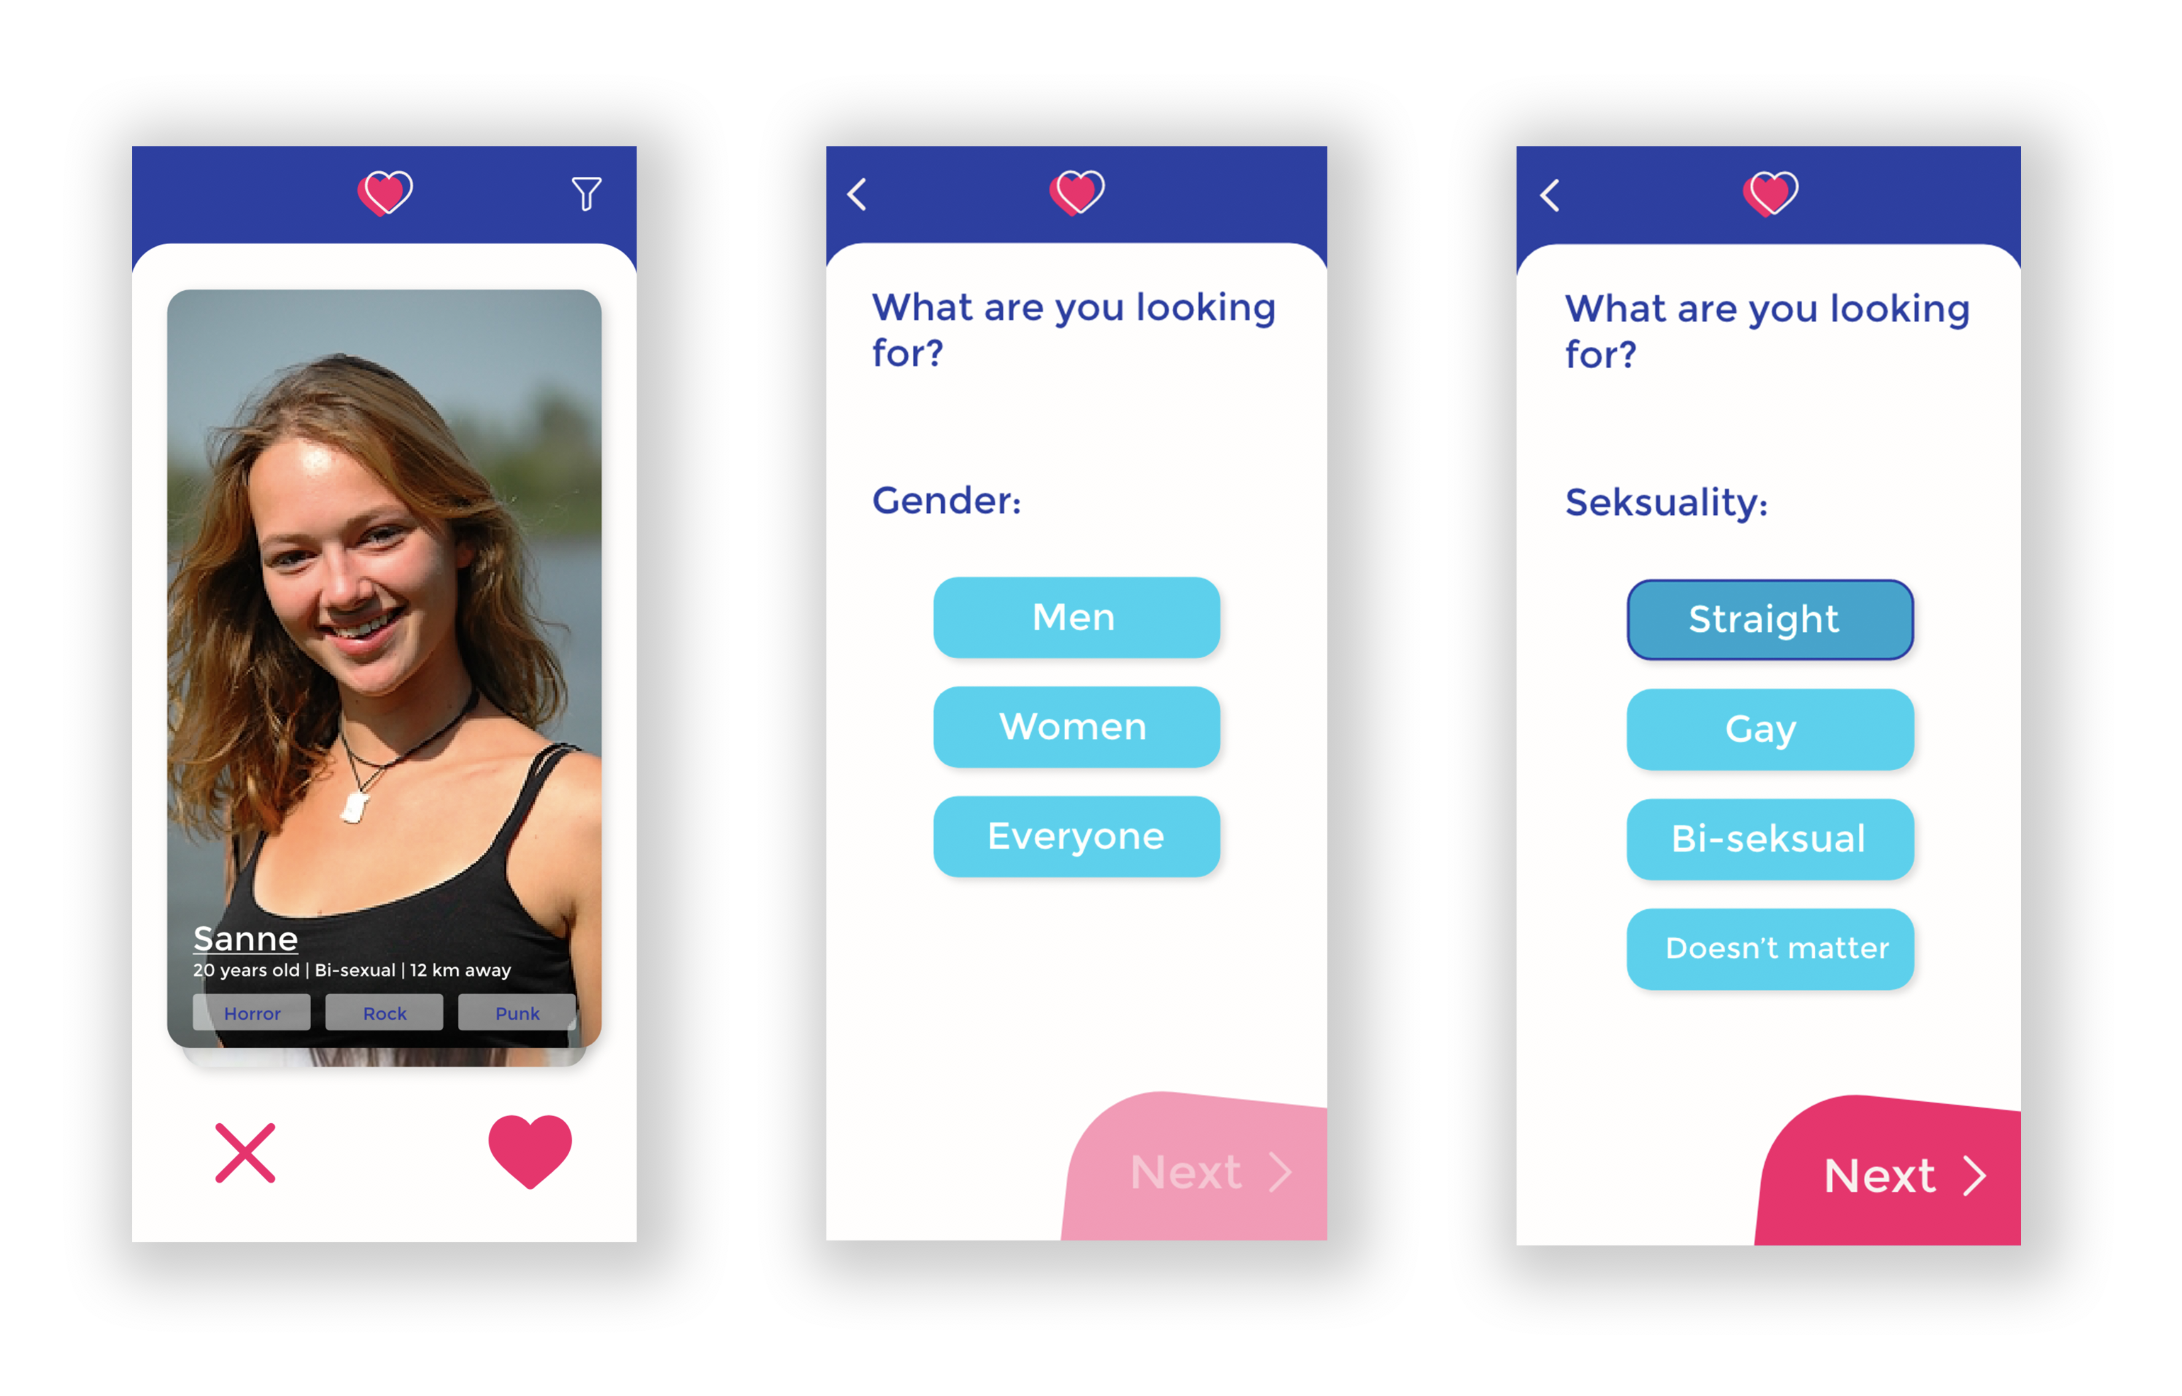 Sanne
20 years old | Bi-sexual | 12 km away
Horror
Rock
Punk
What are you looking
for?
Gender:
Men
Women
Everyone
Next
What are you looking
for?
Seksuality:
Straight
Gay
Bi-seksual
Doesn't matter
Next